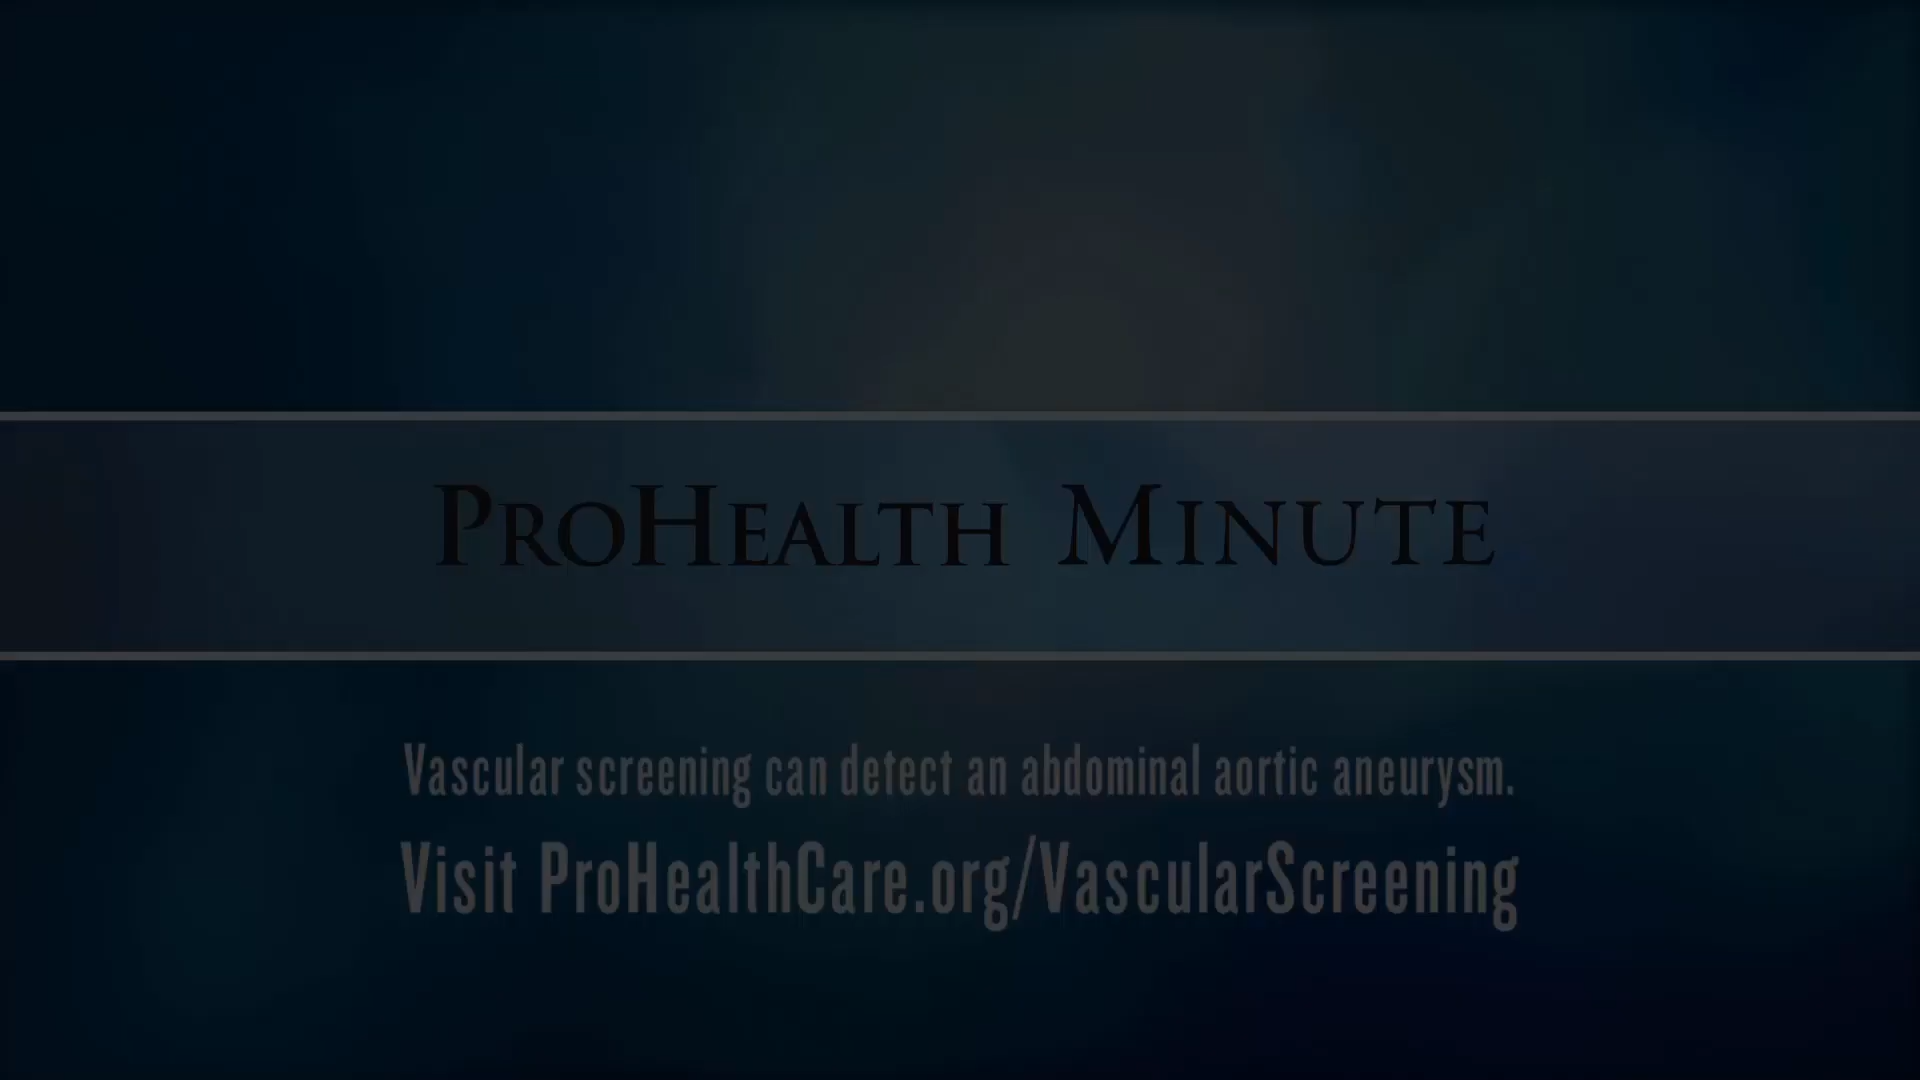 ProHealth Minute
Vascular screening can detect an abdominal aortic aneurysm.
Visit ProHealthCare.org/VascularScreening